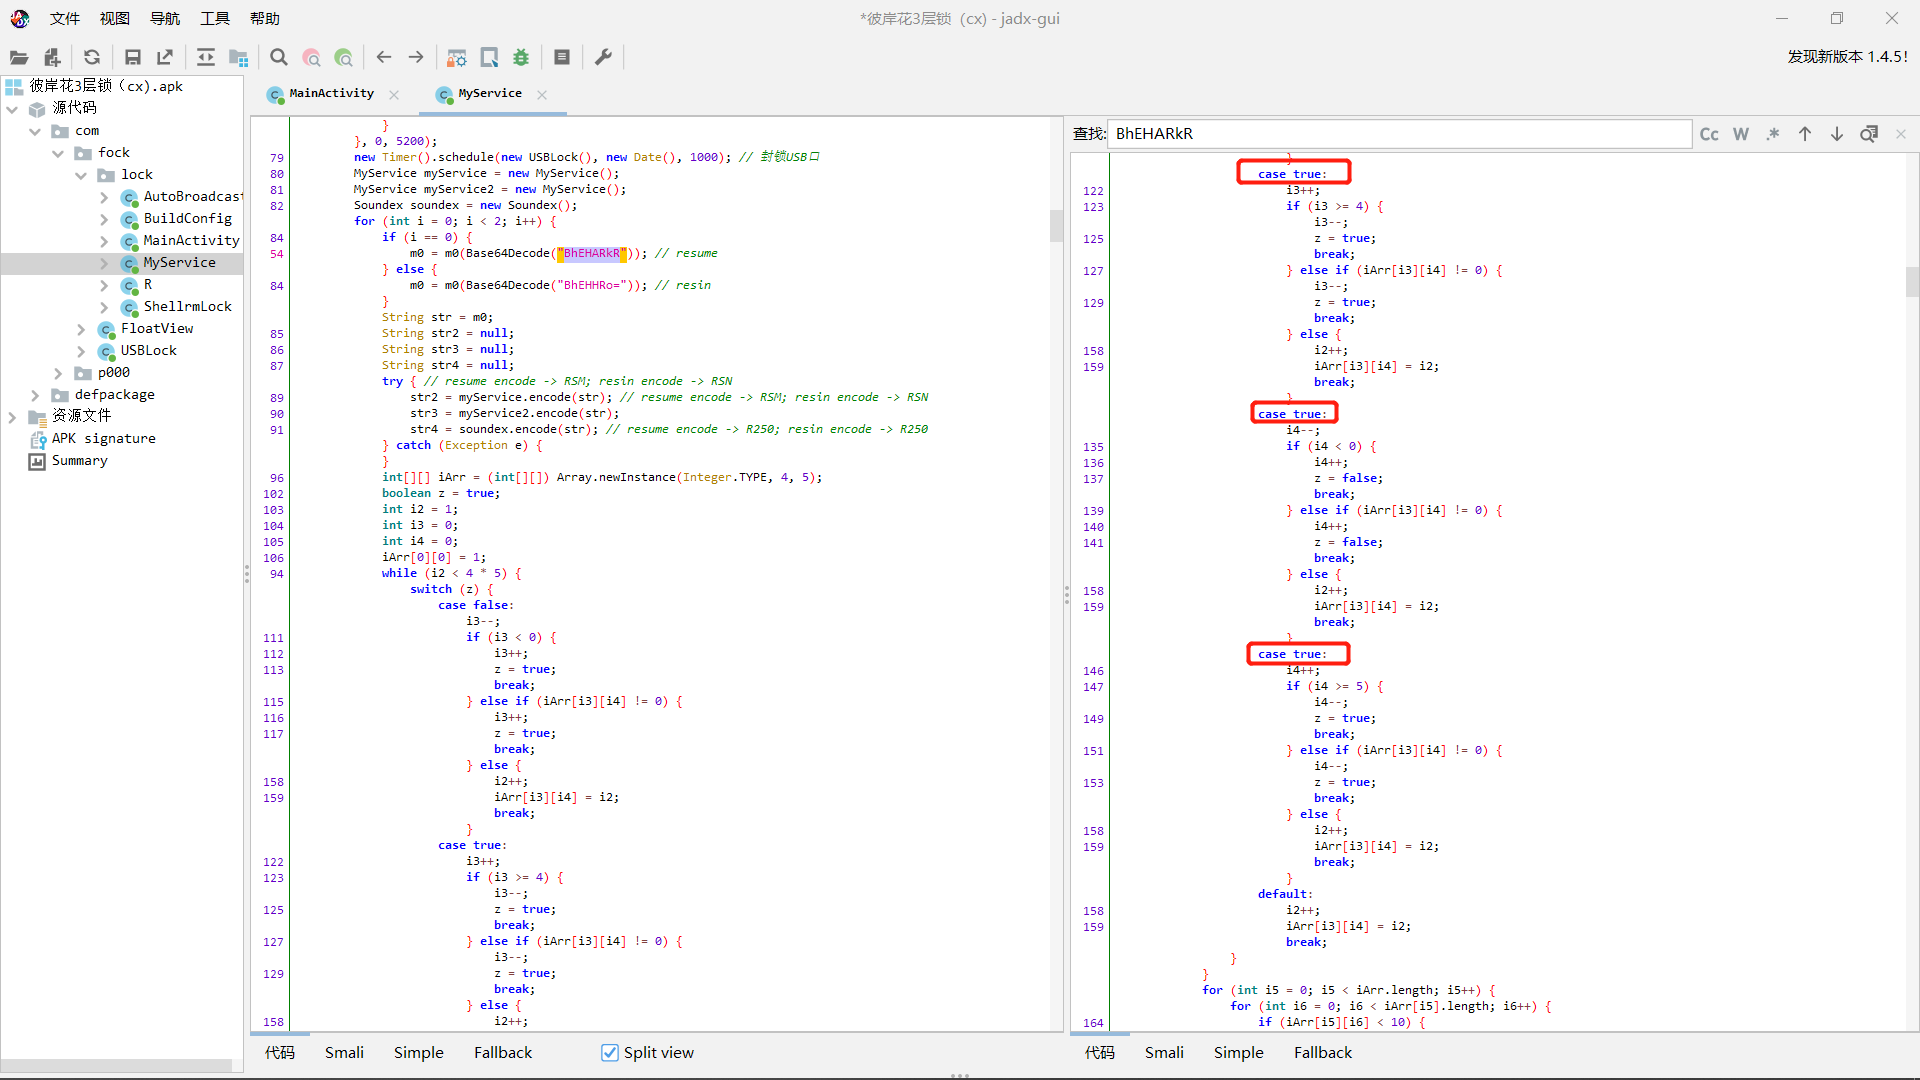 文件 视图 导航 工具 帮助
*彼岸花3层锁（cx) - jadx-gui
发现新版本 1.4.5!
彼岸花3层锁（cx).apk
源代码
com
fock
lock
AutoBroadcast
BuildConfig
MainActivity
MyService
R
ShellrmLock
FloatView
USBLock
p000
defpackage
资源文件
APK signature
Summary
MainActivity
MyService
}
}, 0, 5200);
79 new Timer().schedule(new USBLock(), new Date(), 1000); // 封锁USB口
80 MyService myService = new MyService();
81 MyService myService2 = new MyService();
82 Soundex soundex = new Soundex();
for (int i = 0; i < 2; i++) {
84 if (i == 0) {
54 m0 = m0(Base64Decode("BhEHARkR")); // resume
} else {
84 m0 = m0(Base64Decode("BhEHHRo=")); // resin
}
String str = m0;
85 String str2 = null;
86 String str3 = null;
87 String str4 = null;
try { // resume encode -> RSM; resin encode -> RSN
89 str2 = myService.encode(str); // resume encode -> RSM; resin encode -> RSN
90 str3 = myService2.encode(str);
91 str4 = soundex.encode(str); // resume encode -> R250; resin encode -> R250
} catch (Exception e) {
}
96 int[][] iArr = (int[][]) Array.newInstance(Integer.TYPE, 4, 5);
102 boolean z = true;
103 int i2 = 1;
104 int i3 = 0;
105 int i4 = 0;
106 iArr[0][0] = 1;
94 while (i2 < 4 * 5) {
switch (z) {
case false:
i3--;
111 if (i3 < 0) {
112 i3++;
113 z = true;
break;
115 } else if (iArr[i3][i4] != 0) {
116 i3++;
117 z = true;
break;
} else {
158 i2++;
159 iArr[i3][i4] = i2;
break;
}
case true:
122 i3++;
123 if (i3 >= 4) {
i3--;
125 z = true;
break;
127 } else if (iArr[i3][i4] != 0) {
i3--;
129 z = true;
break;
} else {
158 i2++;
代码 Smali Simple Fallback Split view
查找: BhEHARkR Cc W .*
}
case true:
122 i3++;
123 if (i3 >= 4) {
i3--;
125 z = true;
break;
127 } else if (iArr[i3][i4] != 0) {
i3--;
129 z = true;
break;
} else {
158 i2++;
159 iArr[i3][i4] = i2;
break;
}
case true:
i4--;
135 if (i4 < 0) {
136 i4++;
137 z = false;
break;
139 } else if (iArr[i3][i4] != 0) {
140 i4++;
141 z = false;
break;
} else {
158 i2++;
159 iArr[i3][i4] = i2;
break;
}
case true:
146 i4++;
147 if (i4 >= 5) {
i4--;
149 z = true;
break;
151 } else if (iArr[i3][i4] != 0) {
i4--;
153 z = true;
break;
} else {
158 i2++;
159 iArr[i3][i4] = i2;
break;
}
default:
158 i2++;
159 iArr[i3][i4] = i2;
break;
}
}
for (int i5 = 0; i5 < iArr.length; i5++) {
for (int i6 = 0; i6 < iArr[i5].length; i6++) {
164 if (iArr[i5][i6] < 10) {
代码 Smali Simple Fallback